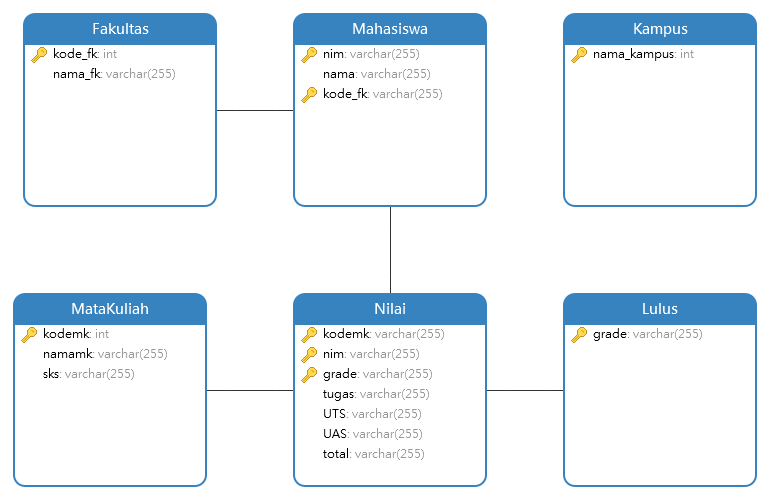 Fakultas
kode_fk: int
nama_fk: varchar(255)
Mahasiswa
nim: varchar(255)
nama: varchar(255)
kode_fk: varchar(255)
Kampus
nama_kampus: int
MataKuliah
kodemk: int
namamk: varchar(255)
sks: varchar(255)
Nilai
kodemk: varchar(255)
nim: varchar(255)
grade: varchar(255)
tugas: varchar(255)
UTS: varchar(255)
UAS: varchar(255)
total: varchar(255)
Lulus
grade: varchar(255)